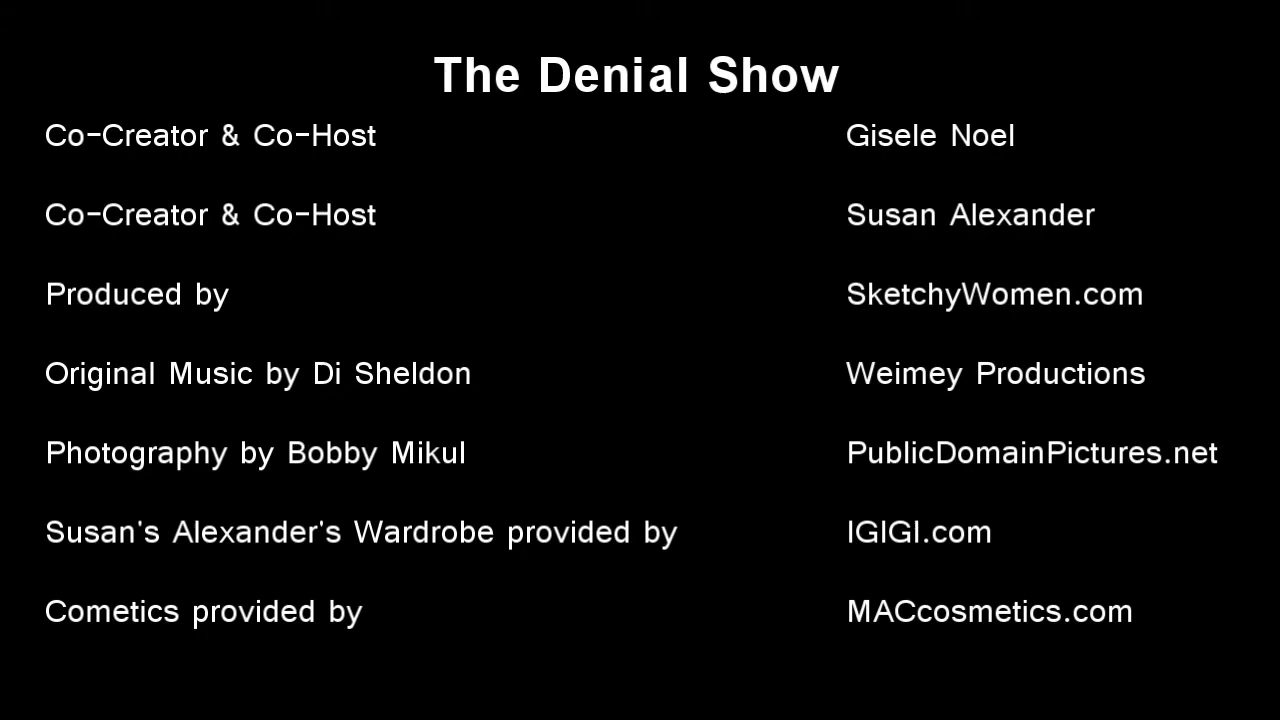 The Denial Show
Co-Creator & Co-Host Gisele Noel
Co-Creator & Co-Host Susan Alexander
Produced by SketchyWomen.com
Original Music by Di Sheldon Weimey Productions
Photography by Bobby Mikul PublicDomainPictures.net
Susan's Alexander's Wardrobe provided by IGIGI.com
Cometics provided by MACcosmetics.com